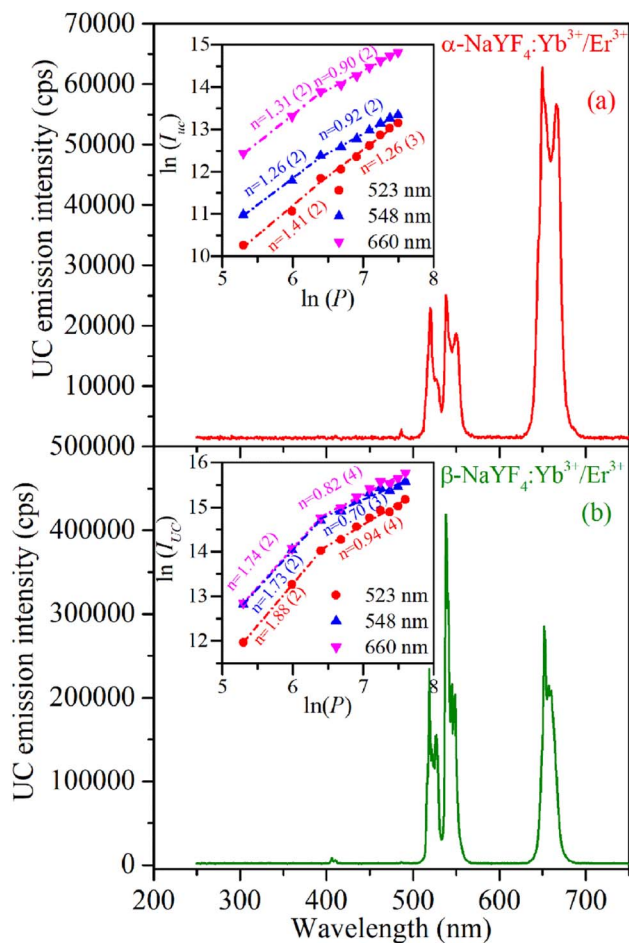 α-NaYF₄:Yb³⁺/Er³⁺
(a)
UC emission intensity (cps)
70000
60000
50000
40000
30000
20000
10000
500000
ln (I_uc)
15
14
13
12
11
10
n=1.31 (2)
n=0.90 (2)
n=1.26 (2)
n=0.92 (2)
n=1.41 (2)
n=1.26 (3)
523 nm
548 nm
660 nm
5 6 7 8
ln (P)
β-NaYF₄:Yb³⁺/Er³⁺
(b)
UC emission intensity (cps)
400000
300000
200000
100000
0
ln (I_UC)
16
15
14
13
12
n=1.74 (2)
n=0.82 (4)
n=1.73 (2)
n=0.70 (3)
n=1.88 (2)
n=0.94 (4)
523 nm
548 nm
660 nm
5 6 7 8
ln(P)
200 300 400 500 600 700
Wavelength (nm)